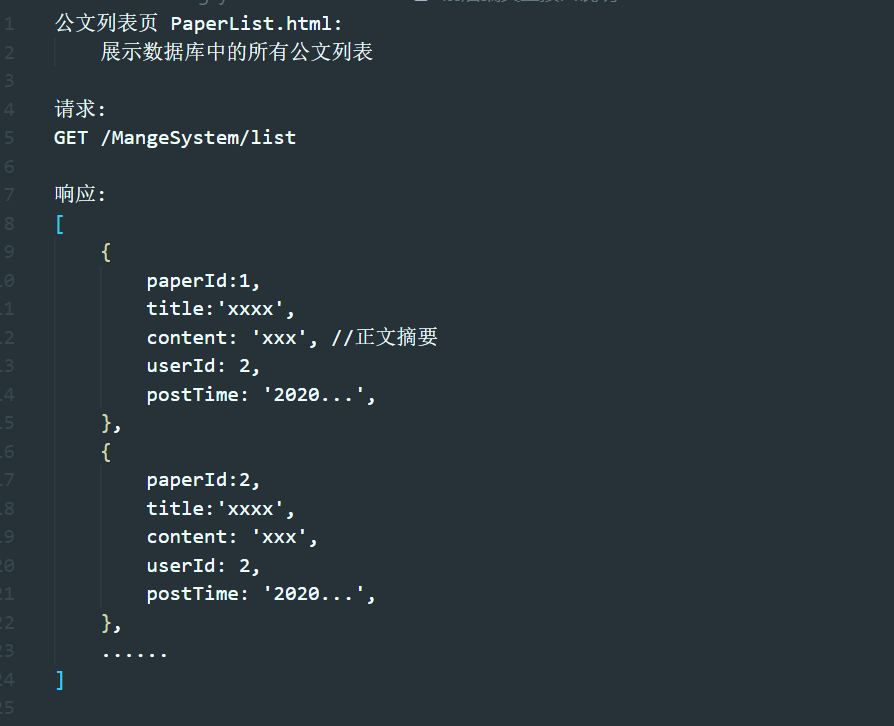 公文列表页 PaperList.html:
展示数据库中的所有公文列表
请求:
GET /MangeSystem/list
响应:
[
{
paperId:1,
title:'xxxx',
content: 'xxx', //正文摘要
userId: 2,
postTime: '2020...',
},
{
paperId:2,
title:'xxxx',
content: 'xxx',
userId: 2,
postTime: '2020...',
},
......
]